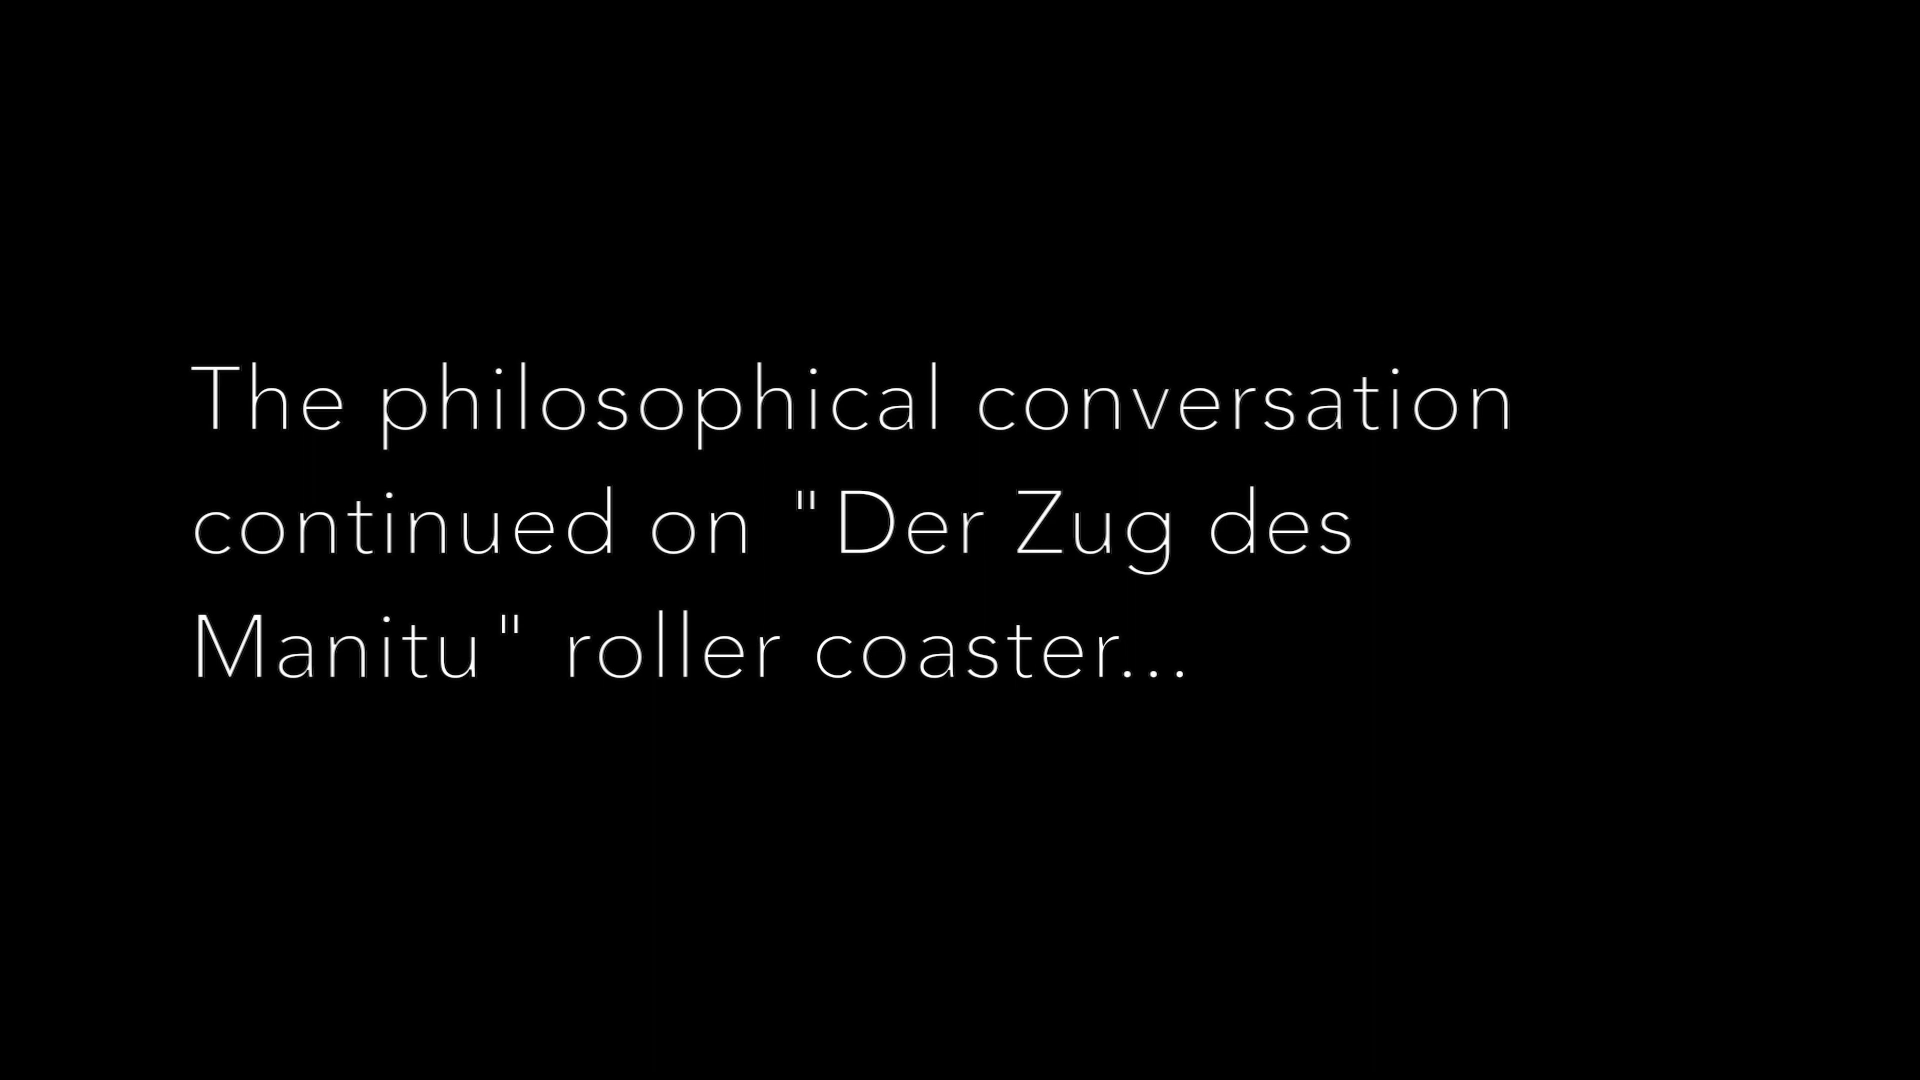 The philosophical conversation
continued on "Der Zug des
Manitu" roller coaster...